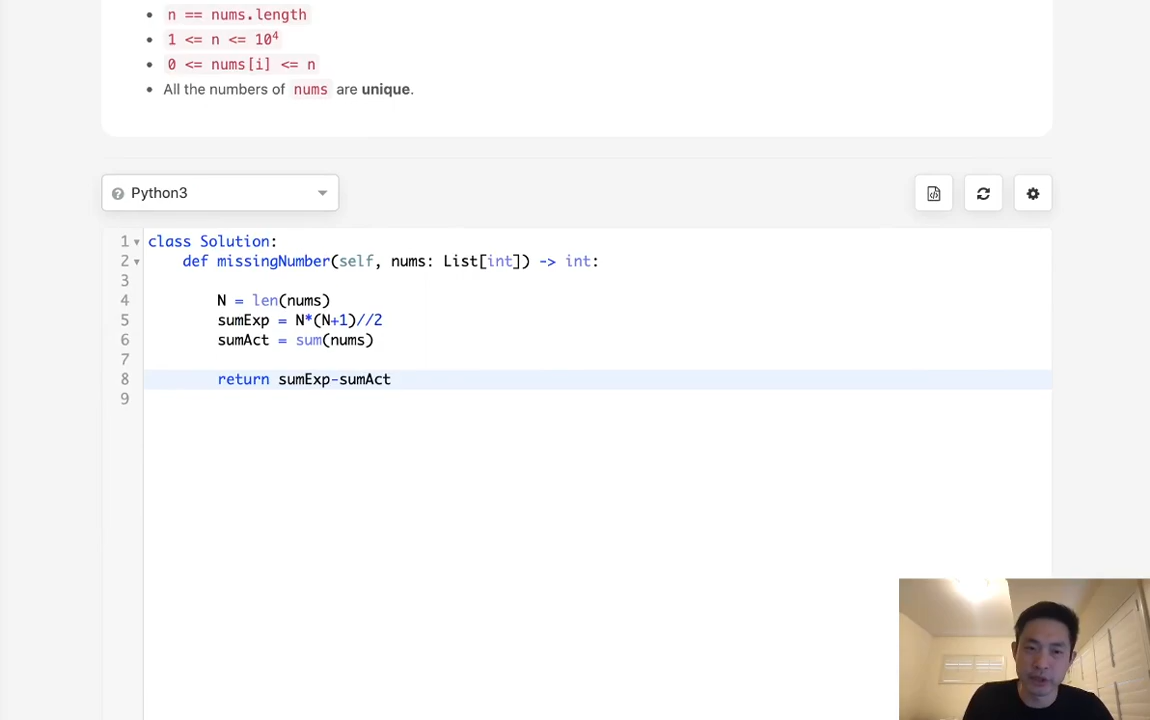 n == nums.length
1 <= n <= 10⁴
0 <= nums[i] <= n
All the numbers of nums are unique.
Python3
1 class Solution:
2 def missingNumber(self, nums: List[int]) -> int:
3
4 N = len(nums)
5 sumExp = N*(N+1)//2
6 sumAct = sum(nums)
7
8 return sumExp-sumAct
9